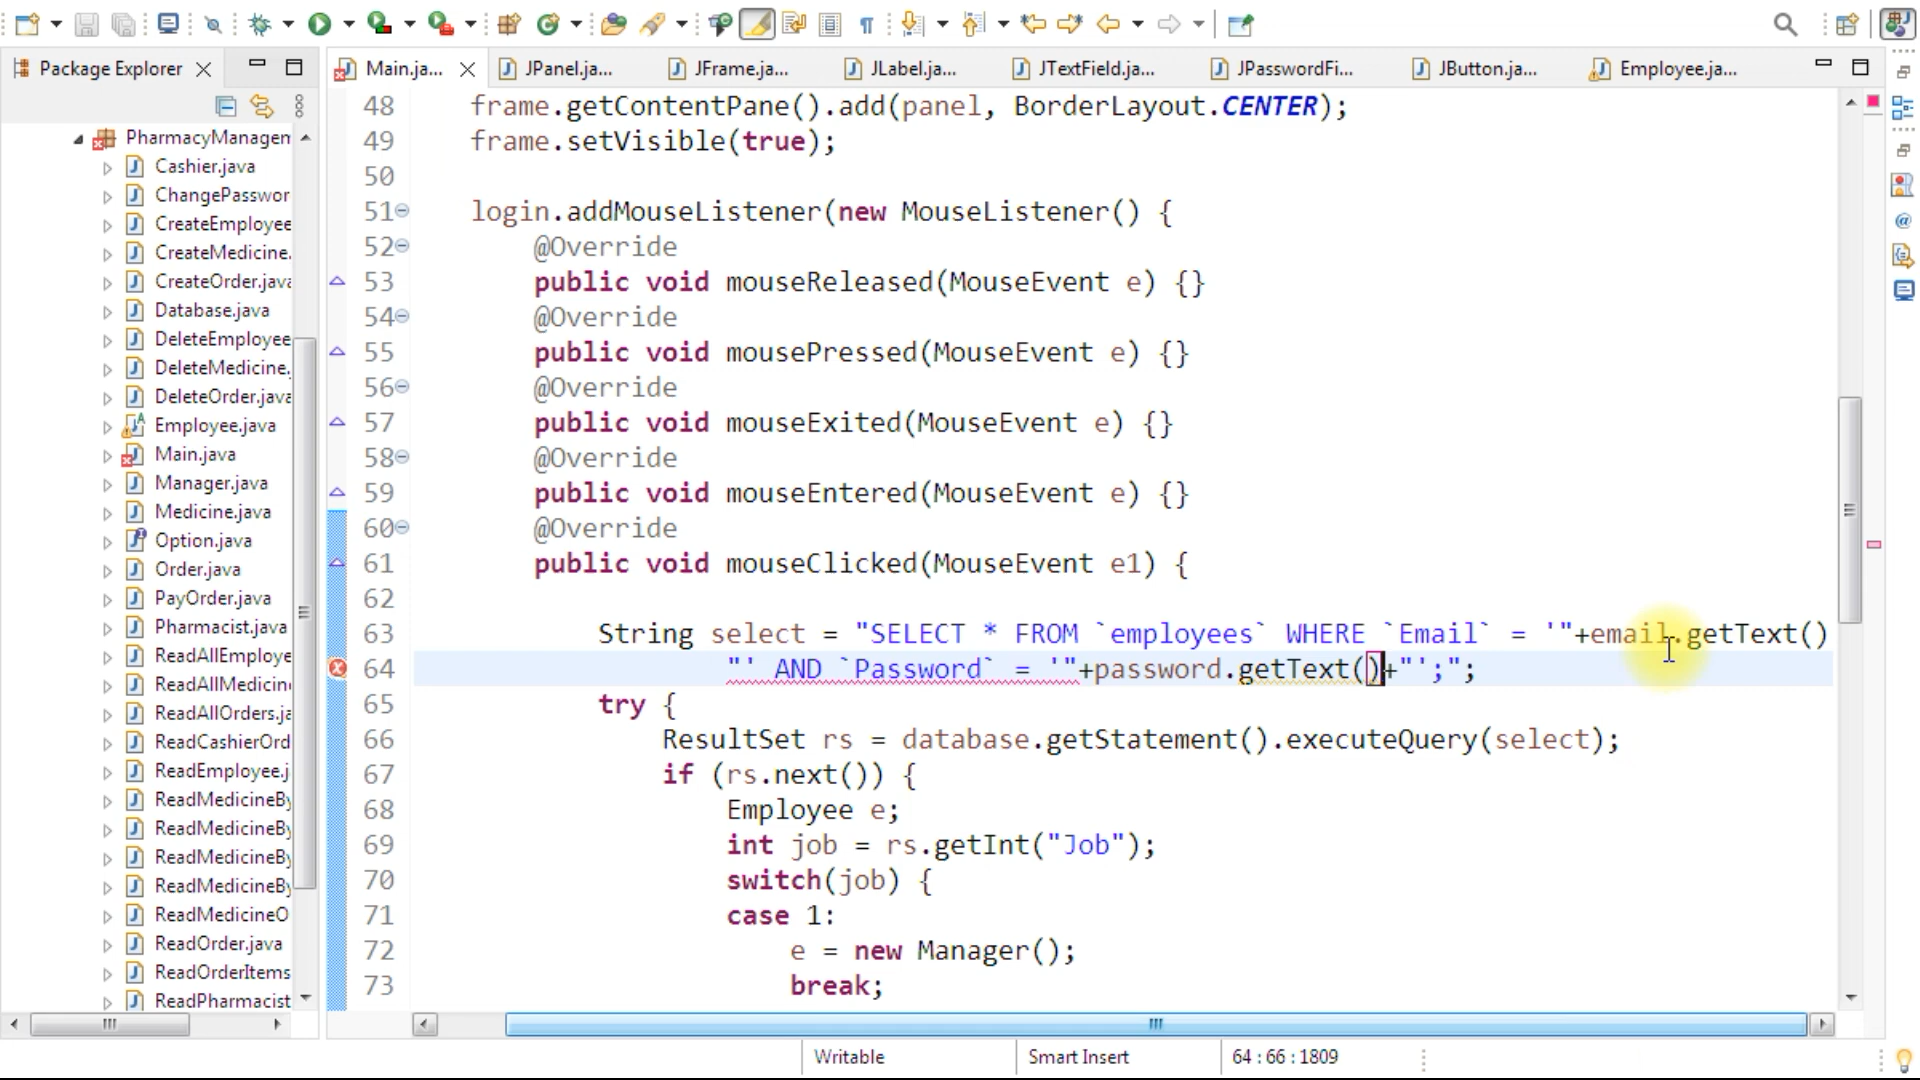 Package Explorer
Main.ja...
JPanel.ja...
JFrame.ja...
JLabel.ja...
JTextField.ja...
JPasswordFi...
JButton.ja...
Employee.ja...
PharmacyManagem
Cashier.java
ChangePasswor
CreateEmployee
CreateMedicine.
CreateOrder.java
Database.java
DeleteEmployee
DeleteMedicine.
DeleteOrder.java
Employee.java
Main.java
Manager.java
Medicine.java
Option.java
Order.java
PayOrder.java
Pharmacist.java
ReadAllEmploye
ReadAllMedicin
ReadAllOrders.ja
ReadCashierOrd
ReadEmployee.j
ReadMedicineBy
ReadMedicineBy
ReadMedicineBy
ReadMedicineBy
ReadMedicineO
ReadOrder.java
ReadOrderItems
ReadPharmacist
48 frame.getContentPane().add(panel, BorderLayout.CENTER);
49 frame.setVisible(true);
50
51 login.addMouseListener(new MouseListener() {
52 @Override
53 public void mouseReleased(MouseEvent e) {}
54 @Override
55 public void mousePressed(MouseEvent e) {}
56 @Override
57 public void mouseExited(MouseEvent e) {}
58 @Override
59 public void mouseEntered(MouseEvent e) {}
60 @Override
61 public void mouseClicked(MouseEvent e1) {
62
63 String select = "SELECT * FROM `employees` WHERE `Email` = '"+email.getText()
64 "' AND `Password` = '"+password.getText()+"';";
65 try {
66 ResultSet rs = database.getStatement().executeQuery(select);
67 if (rs.next()) {
68 Employee e;
69 int job = rs.getInt("Job");
70 switch(job) {
71 case 1:
72 e = new Manager();
73 break;
Writable
Smart Insert
64 : 66 : 1809